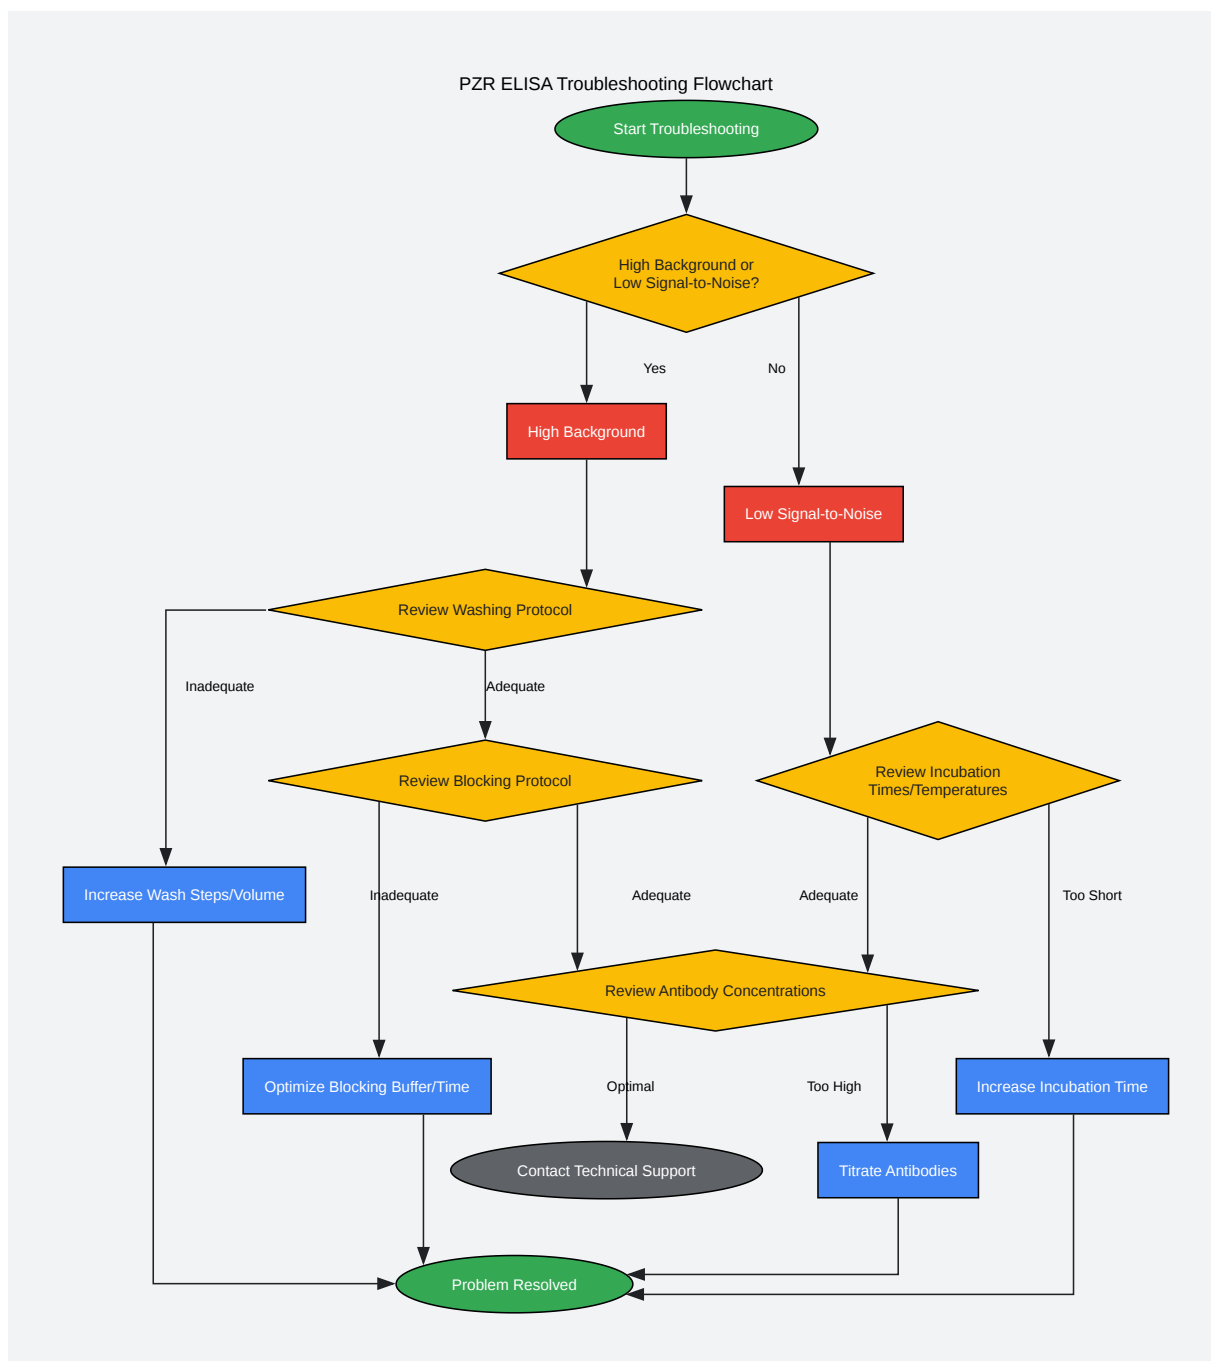 PZR ELISA Troubleshooting Flowchart
Start Troubleshooting
High Background or
Low Signal-to-Noise?
Yes
No
High Background
Low Signal-to-Noise
Review Washing Protocol
Inadequate
Adequate
Review Blocking Protocol
Review Incubation
Times/Temperatures
Increase Wash Steps/Volume
Inadequate
Adequate
Adequate
Too Short
Review Antibody Concentrations
Optimize Blocking Buffer/Time
Optimal
Too High
Increase Incubation Time
Contact Technical Support
Titrate Antibodies
Problem Resolved